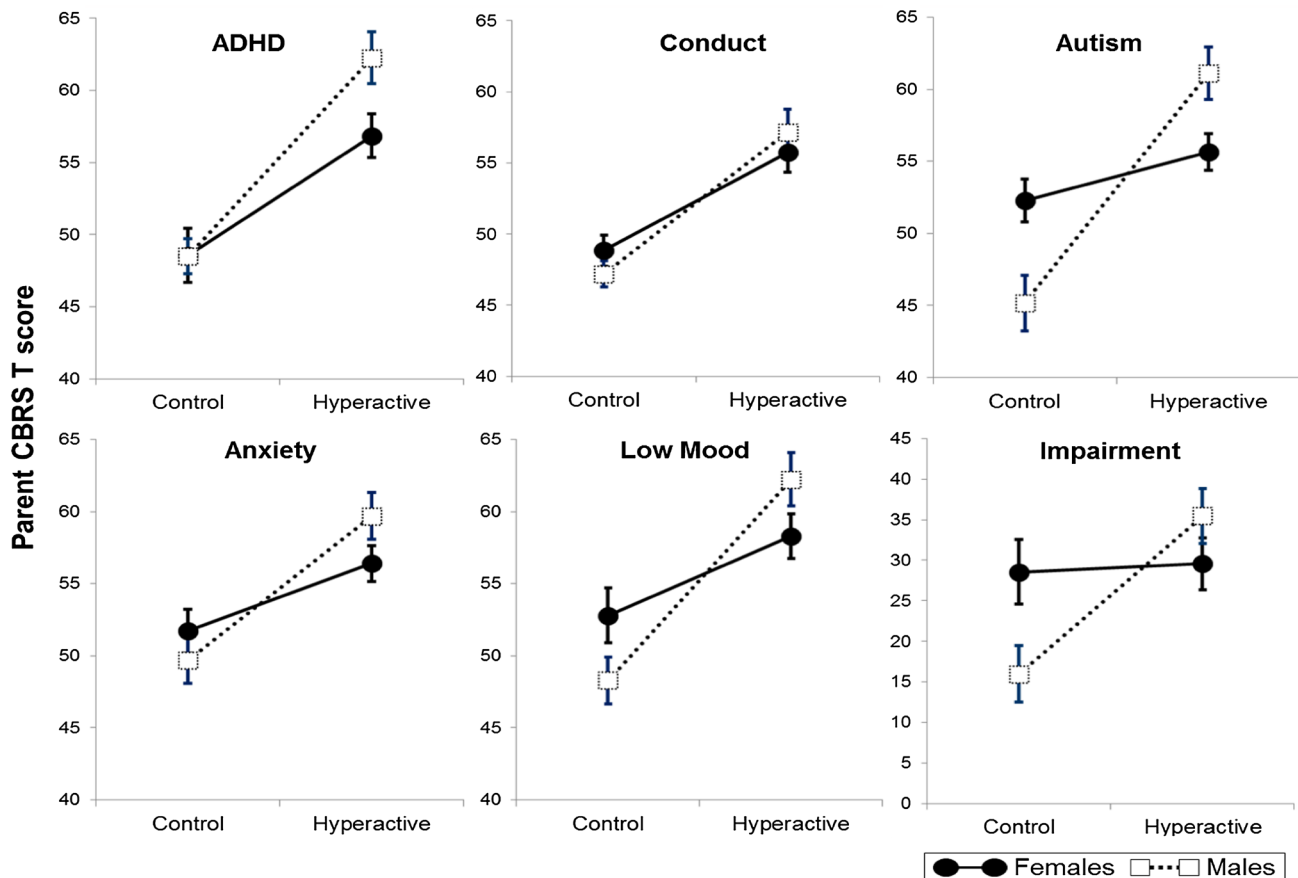 Parent CBRS T score
ADHD
65
60
55
50
45
40
Control Hyperactive
Conduct
65
60
55
50
45
40
Control Hyperactive
Autism
65
60
55
50
45
40
Control Hyperactive
Anxiety
65
60
55
50
45
40
Control Hyperactive
Low Mood
65
60
55
50
45
40
Control Hyperactive
Impairment
45
40
35
30
25
20
15
10
5
0
Control Hyperactive
Females Males